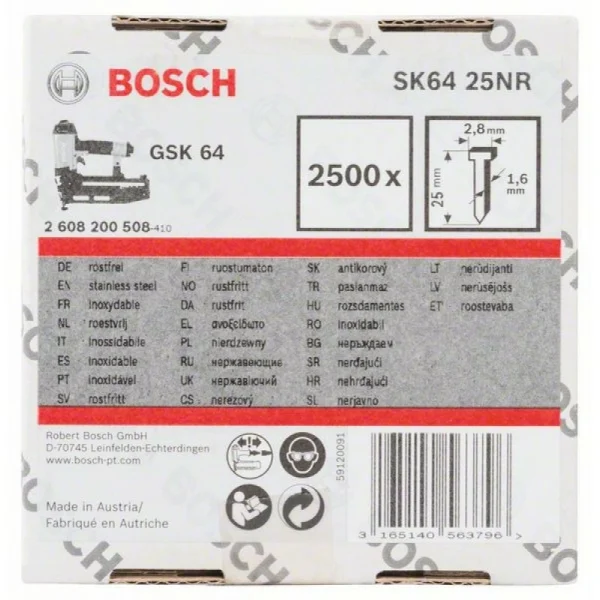 BOSCH
SK64 25NR
GSK 64
2500 x
2,8 mm
25 mm
1,6 mm
2 608 200 508-410
DE rostfrei
EN stainless steel
FR inoxydable
NL roestvrij
IT inossidabile
ES inoxidable
PT inoxidável
SV rostfritt
FI ruostumaton
NO rustfritt
DA rustfrit
EL ανοξείδωτο
PL nierdzewny
RU нержавеющие
UK нержавіючий
CS nerezový
SK antikorový
TR paslanmaz
HU rozsdamentes
RO inoxidabil
BG неръждаем
SR nerđajući
HR nehrđajući
SL nerjavno
LT nerūdijanti
LV nerūsējošs
ET roostevaba
Robert Bosch GmbH
D-70745 Leinfelden-Echterdingen
www.bosch-pt.com
Made in Austria/
Fabriqué en Autriche
59120091
3 165140 563796 >